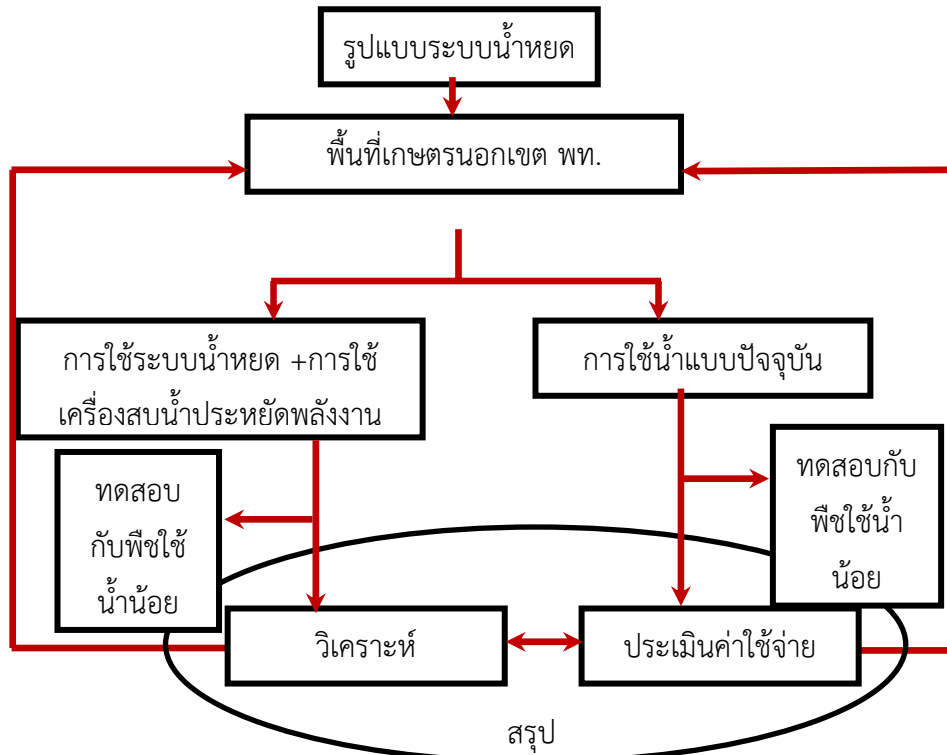 รูปแบบระบบน้ำหยด
พื้นที่เกษตรนอกเขต พท.
การใช้ระบบน้ำหยด +การใช้
เครื่องสบน้ำประหยัดพลังงาน
การใช้น้ำแบบปัจจุบัน
ทดสอบ
กับพืชใช้
น้ำน้อย
ทดสอบกับ
พืชใช้น้ำ
น้อย
วิเคราะห์
ประเมินค่าใช้จ่าย
สรุป